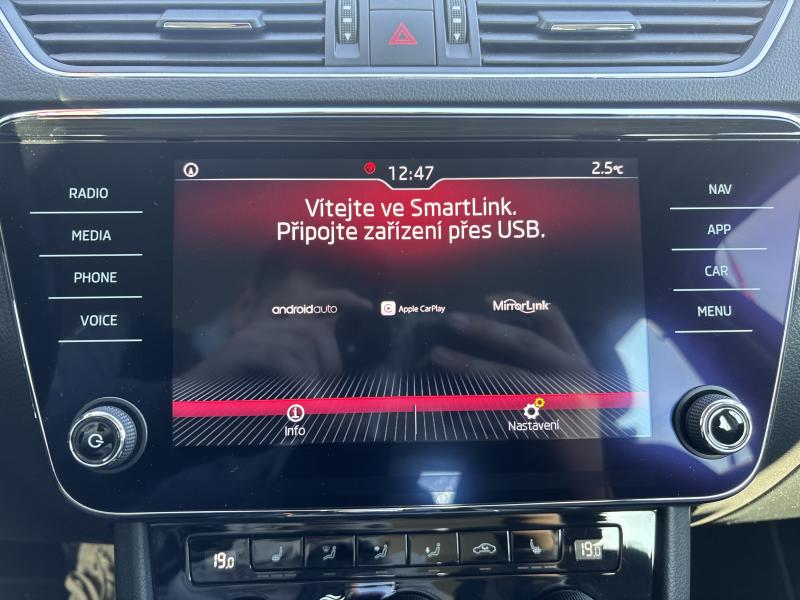 12:47
2.5°C
RADIO
MEDIA
PHONE
VOICE
Vítejte ve SmartLink.
Připojte zařízení přes USB.
androidauto
Apple CarPlay
MirrorLink
Info
Nastavení
NAV
APP
CAR
MENU
19.0
19.0